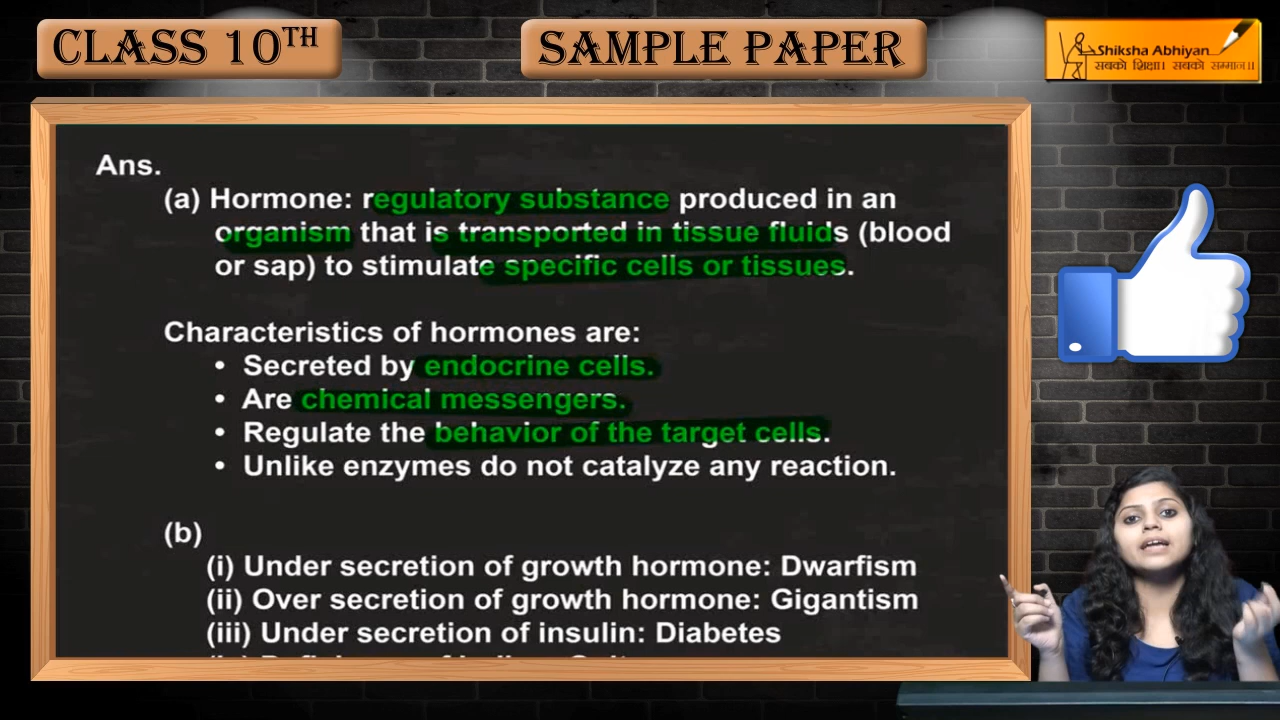 CLASS 10TH
SAMPLE PAPER
Shiksha Abhiyan
सबको शिक्षा। सबको सम्मान।।
Ans.
(a) Hormone: regulatory substance produced in an
organism that is transported in tissue fluids (blood
or sap) to stimulate specific cells or tissues.
Characteristics of hormones are:
• Secreted by endocrine cells.
• Are chemical messengers.
• Regulate the behavior of the target cells.
• Unlike enzymes do not catalyze any reaction.
(b)
(i) Under secretion of growth hormone: Dwarfism
(ii) Over secretion of growth hormone: Gigantism
(iii) Under secretion of insulin: Diabetes